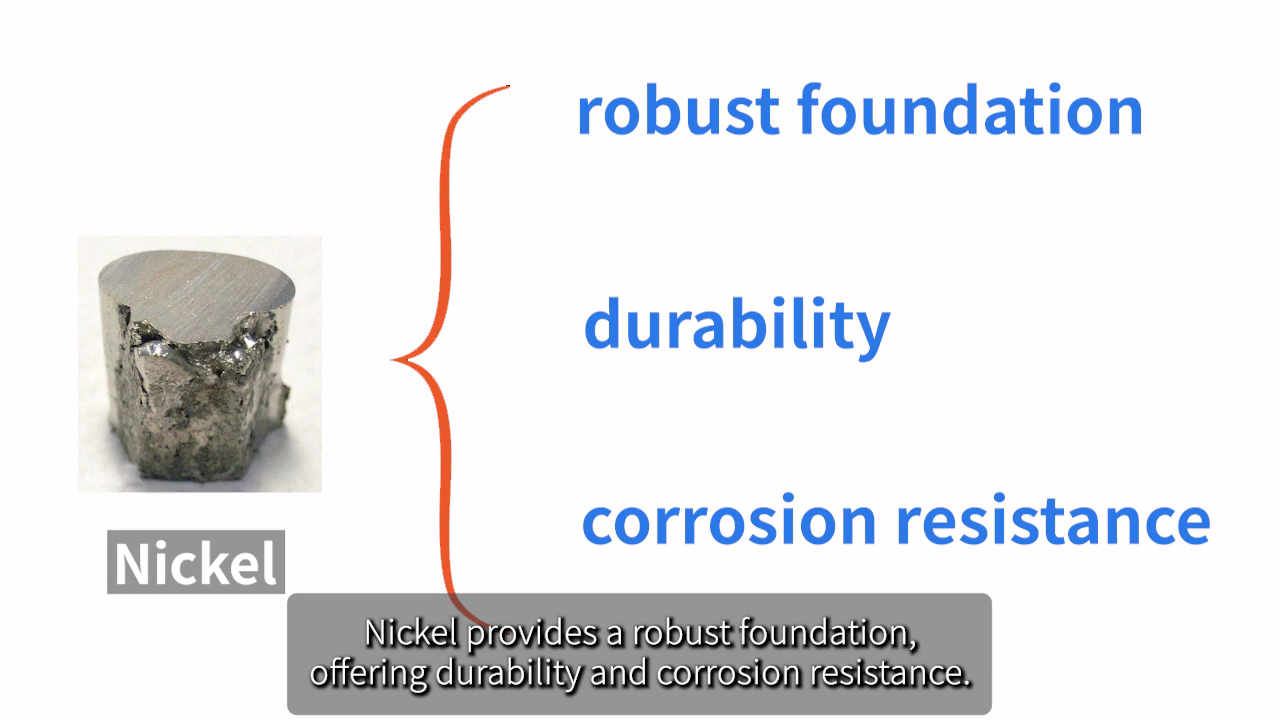 robust foundation
durability
corrosion resistance
Nickel
Nickel provides a robust foundation,
offering durability and corrosion resistance.